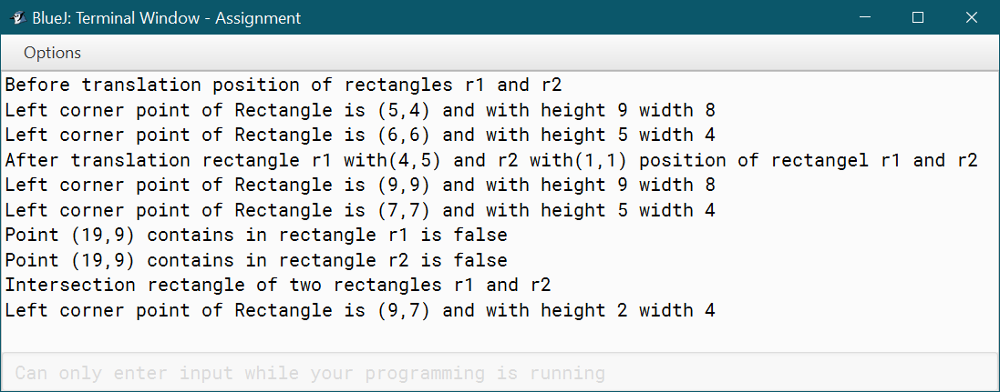 BlueJ: Terminal Window - Assignment
Options
Before translation position of rectangles r1 and r2
Left corner point of Rectangle is (5,4) and with height 9 width 8
Left corner point of Rectangle is (6,6) and with height 5 width 4
After translation rectangle r1 with(4,5) and r2 with(1,1) position of rectangel r1 and r2
Left corner point of Rectangle is (9,9) and with height 9 width 8
Left corner point of Rectangle is (7,7) and with height 5 width 4
Point (19,9) contains in rectangle r1 is false
Point (19,9) contains in rectangle r2 is false
Intersection rectangle of two rectangles r1 and r2
Left corner point of Rectangle is (9,7) and with height 2 width 4
Can only enter input while your programming is running